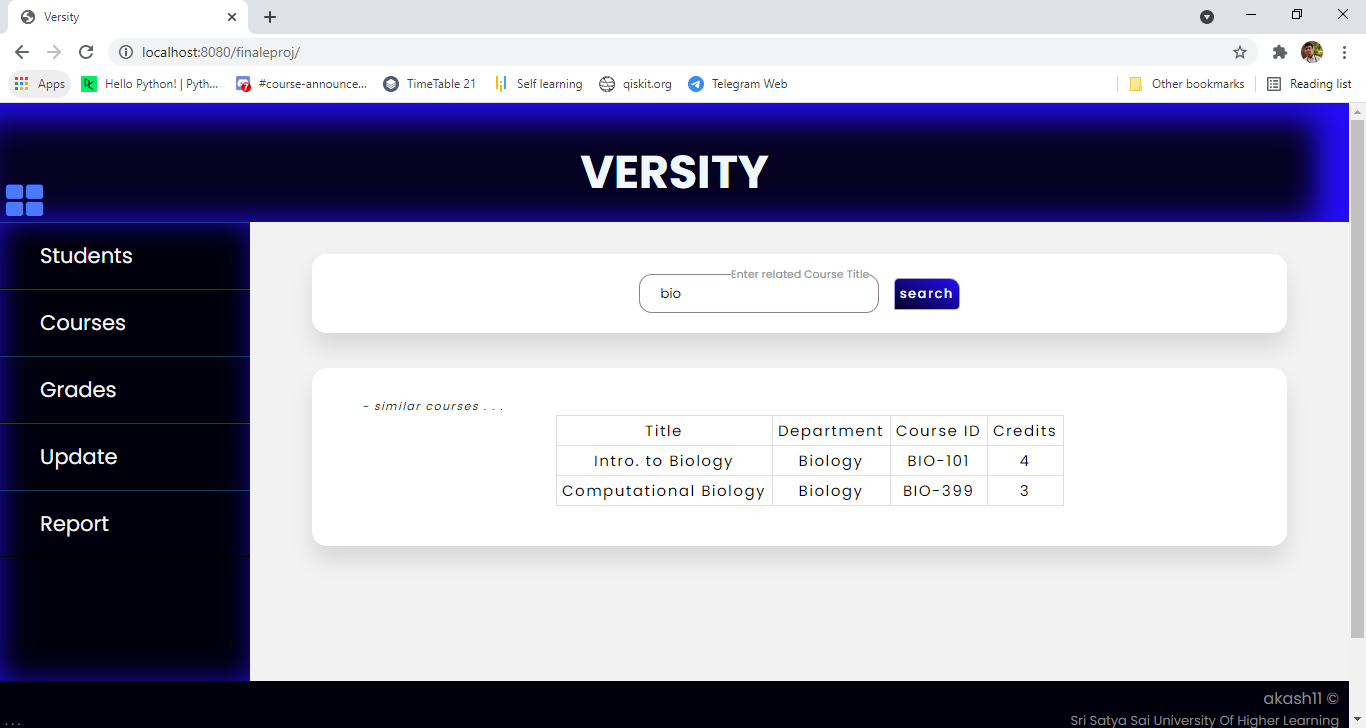 Versity
localhost:8080/finaleproj/
Apps Hello Python! | Pyth... #course-announce... TimeTable 21 Self learning qiskit.org Telegram Web Other bookmarks Reading list
VERSITY
Students
Courses
Grades
Update
Report
Enter related Course Title
bio search
- similar courses . . .
Title Department Course ID Credits
Intro. to Biology Biology BIO-101 4
Computational Biology Biology BIO-399 3
akash11 ©
. . . Sri Satya Sai University Of Higher Learning